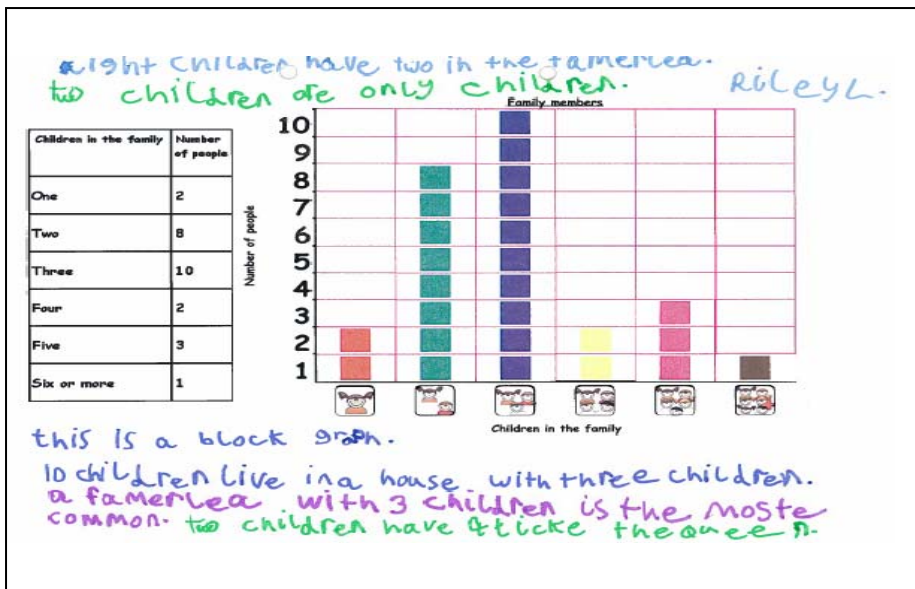 eight children have two in the famerlea.
two children are only children.
RiLeyL.
Family members
Children in the family Number of people
One 2
Two 8
Three 10
Four 2
Five 3
Six or more 1
Number of people
10
9
8
7
6
5
4
3
2
1
Children in the family
this is a block graph.
10 children live in a house with three children.
a famerlea with 3 children is the moste
common. two children have 4 licke the queen.